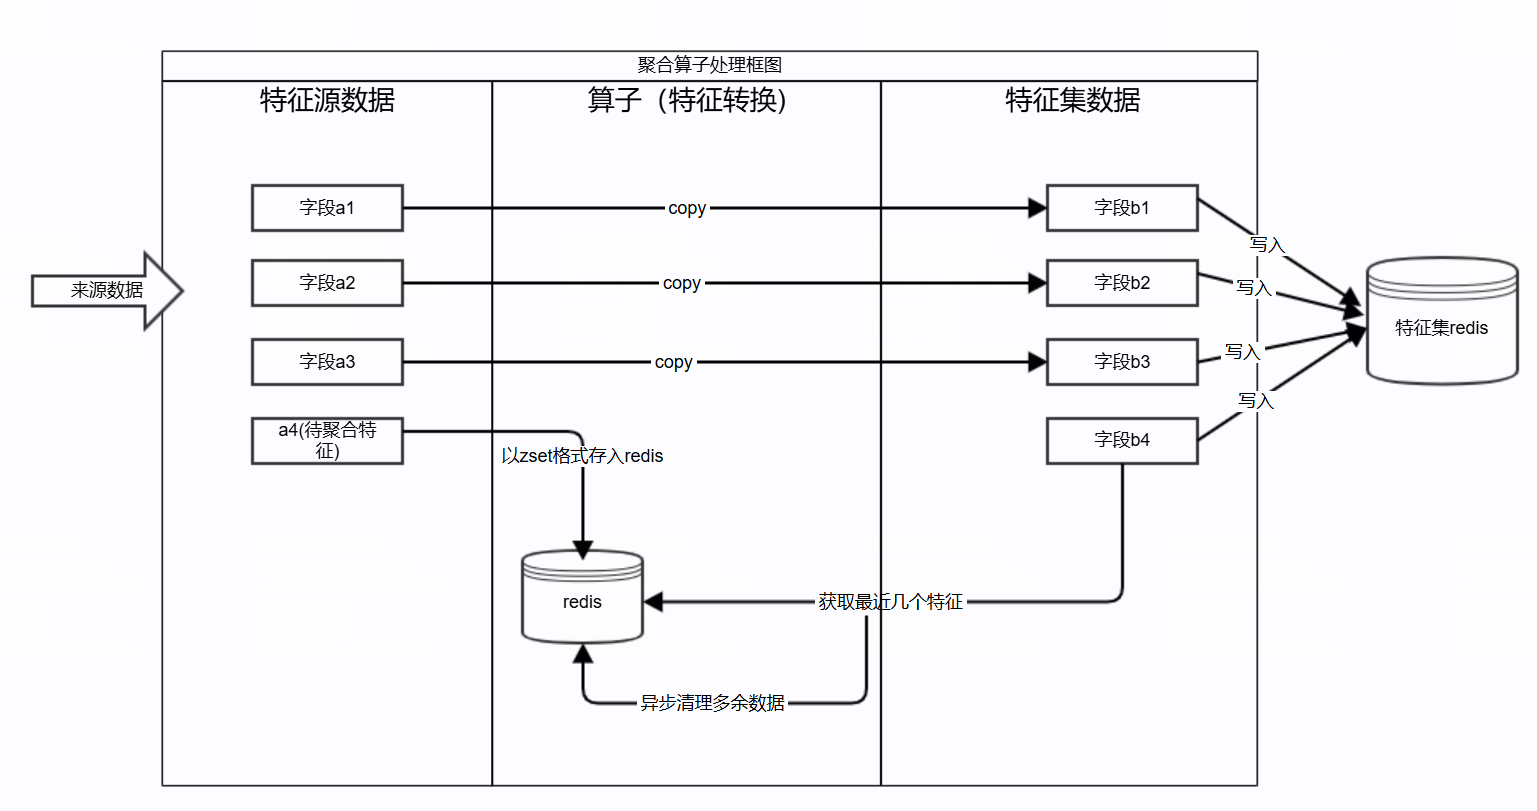 聚合算子处理框图
特征源数据
算子（特征转换)
特征集数据
字段a1
copy
字段b1
写入
来源数据
字段a2
copy
字段b2
写入
特征集redis
字段a3
copy
字段b3
写入
a4(待聚合特
征)
以zset格式存入redis
字段b4
写入
redis
获取最近几个特征
异步清理多余数据